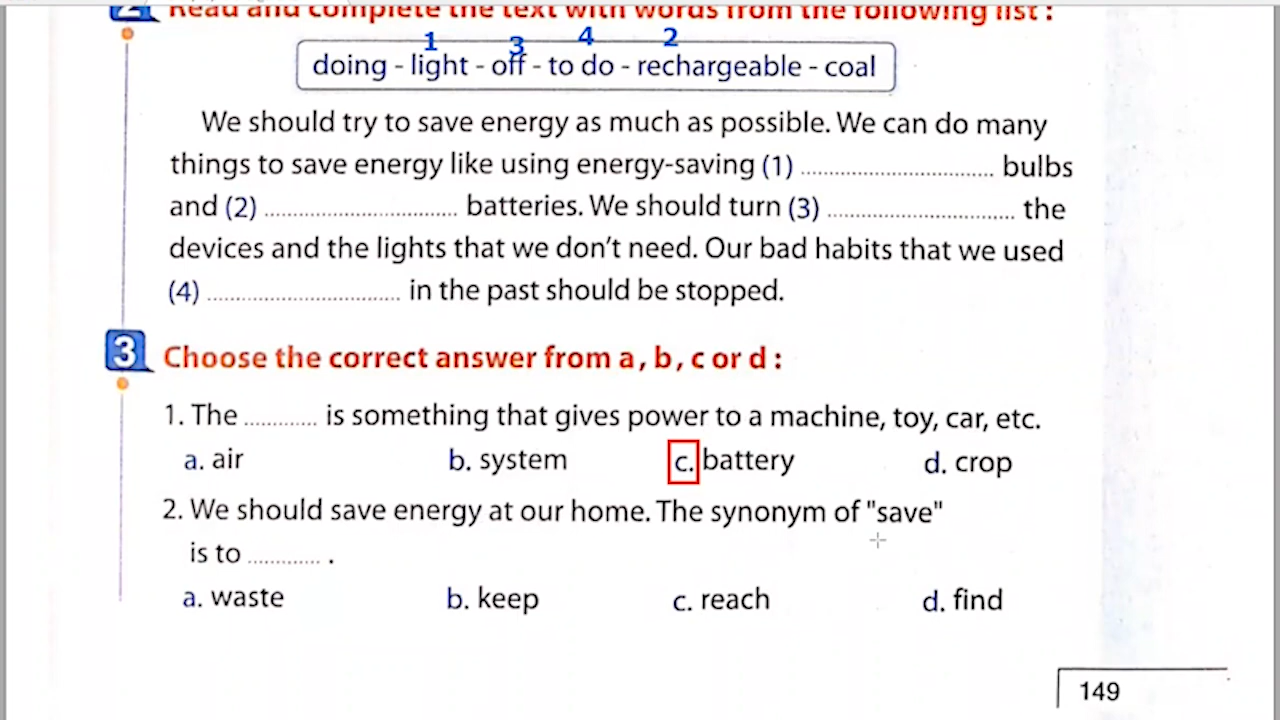 2 Read and complete the text with words from the following list :
1 3 4 2
doing - light - off - to do - rechargeable - coal
We should try to save energy as much as possible. We can do many
things to save energy like using energy-saving (1) .............................. bulbs
and (2) .............................. batteries. We should turn (3) .............................. the
devices and the lights that we don't need. Our bad habits that we used
(4) .............................. in the past should be stopped.
3 Choose the correct answer from a, b, c or d :
1. The ............ is something that gives power to a machine, toy, car, etc.
a. air b. system c. battery d. crop
2. We should save energy at our home. The synonym of "save"
is to ............ .
a. waste b. keep c. reach d. find
149